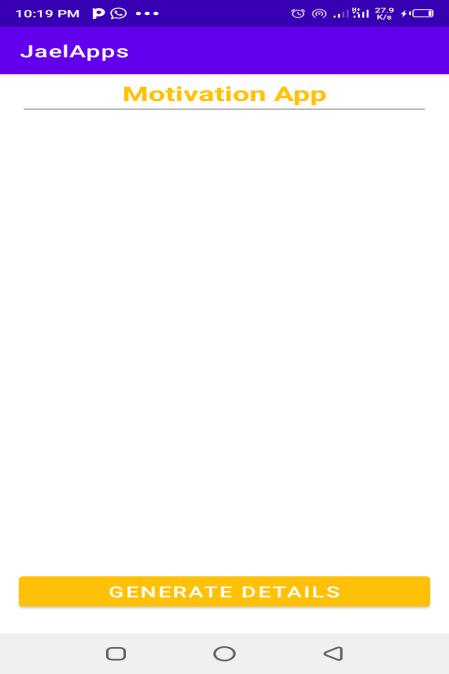 10:19 PM
27.9
K/s
JaelApps
Motivation App
GENERATE DETAILS